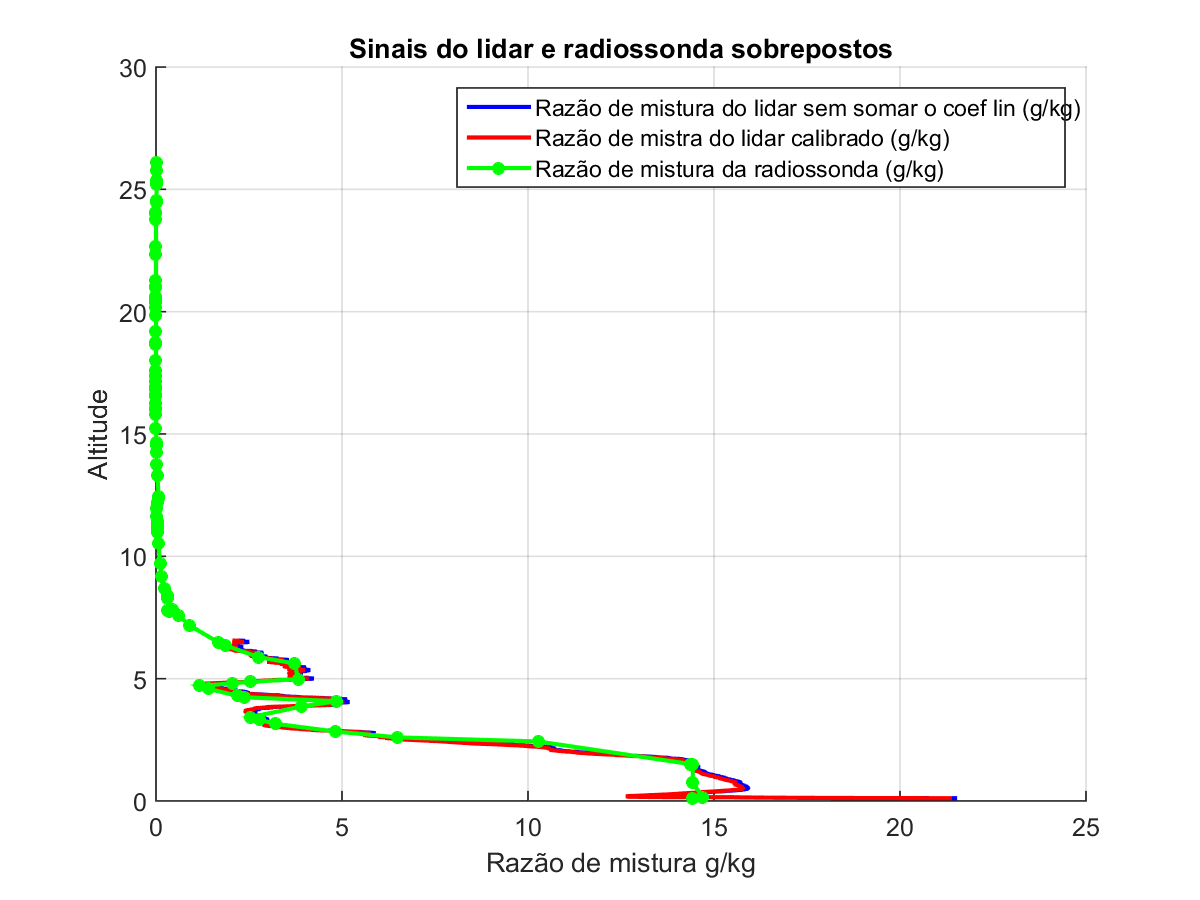 Sinais do lidar e radiossonda sobrepostos
30
25
20
15
10
5
0
Altitude
Razão de mistura do lidar sem somar o coef lin (g/kg)
Razão de mistra do lidar calibrado (g/kg)
Razão de mistura da radiossonda (g/kg)
0 5 10 15 20 25
Razão de mistura g/kg